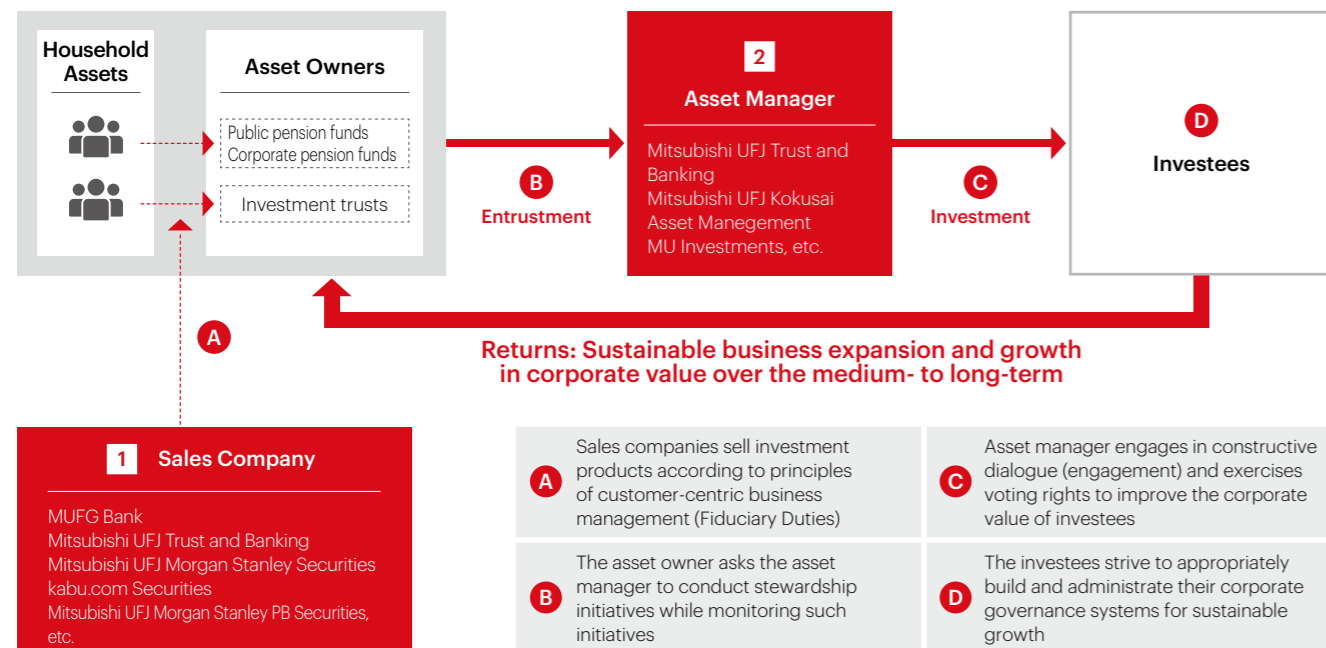 Household
Assets
Asset Owners
Public pension funds
Corporate pension funds
Investment trusts
B
Entrustment
2
Asset Manager
Mitsubishi UFJ Trust and
Banking
Mitsubishi UFJ Kokusai
Asset Manegement
MU Investments, etc.
C
Investment
D
Investees
A
Returns: Sustainable business expansion and growth
in corporate value over the medium- to long-term
1 Sales Company
MUFG Bank
Mitsubishi UFJ Trust and Banking
Mitsubishi UFJ Morgan Stanley Securities
kabu.com Securities
Mitsubishi UFJ Morgan Stanley PB Securities,
etc.
A
Sales companies sell investment
products according to principles
of customer-centric business
management (Fiduciary Duties)
C
Asset manager engages in constructive
dialogue (engagement) and exercises
voting rights to improve the corporate
value of investees
B
The asset owner asks the asset
manager to conduct stewardship
initiatives while monitoring such
initiatives
D
The investees strive to appropriately
build and administrate their corporate
governance systems for sustainable
growth